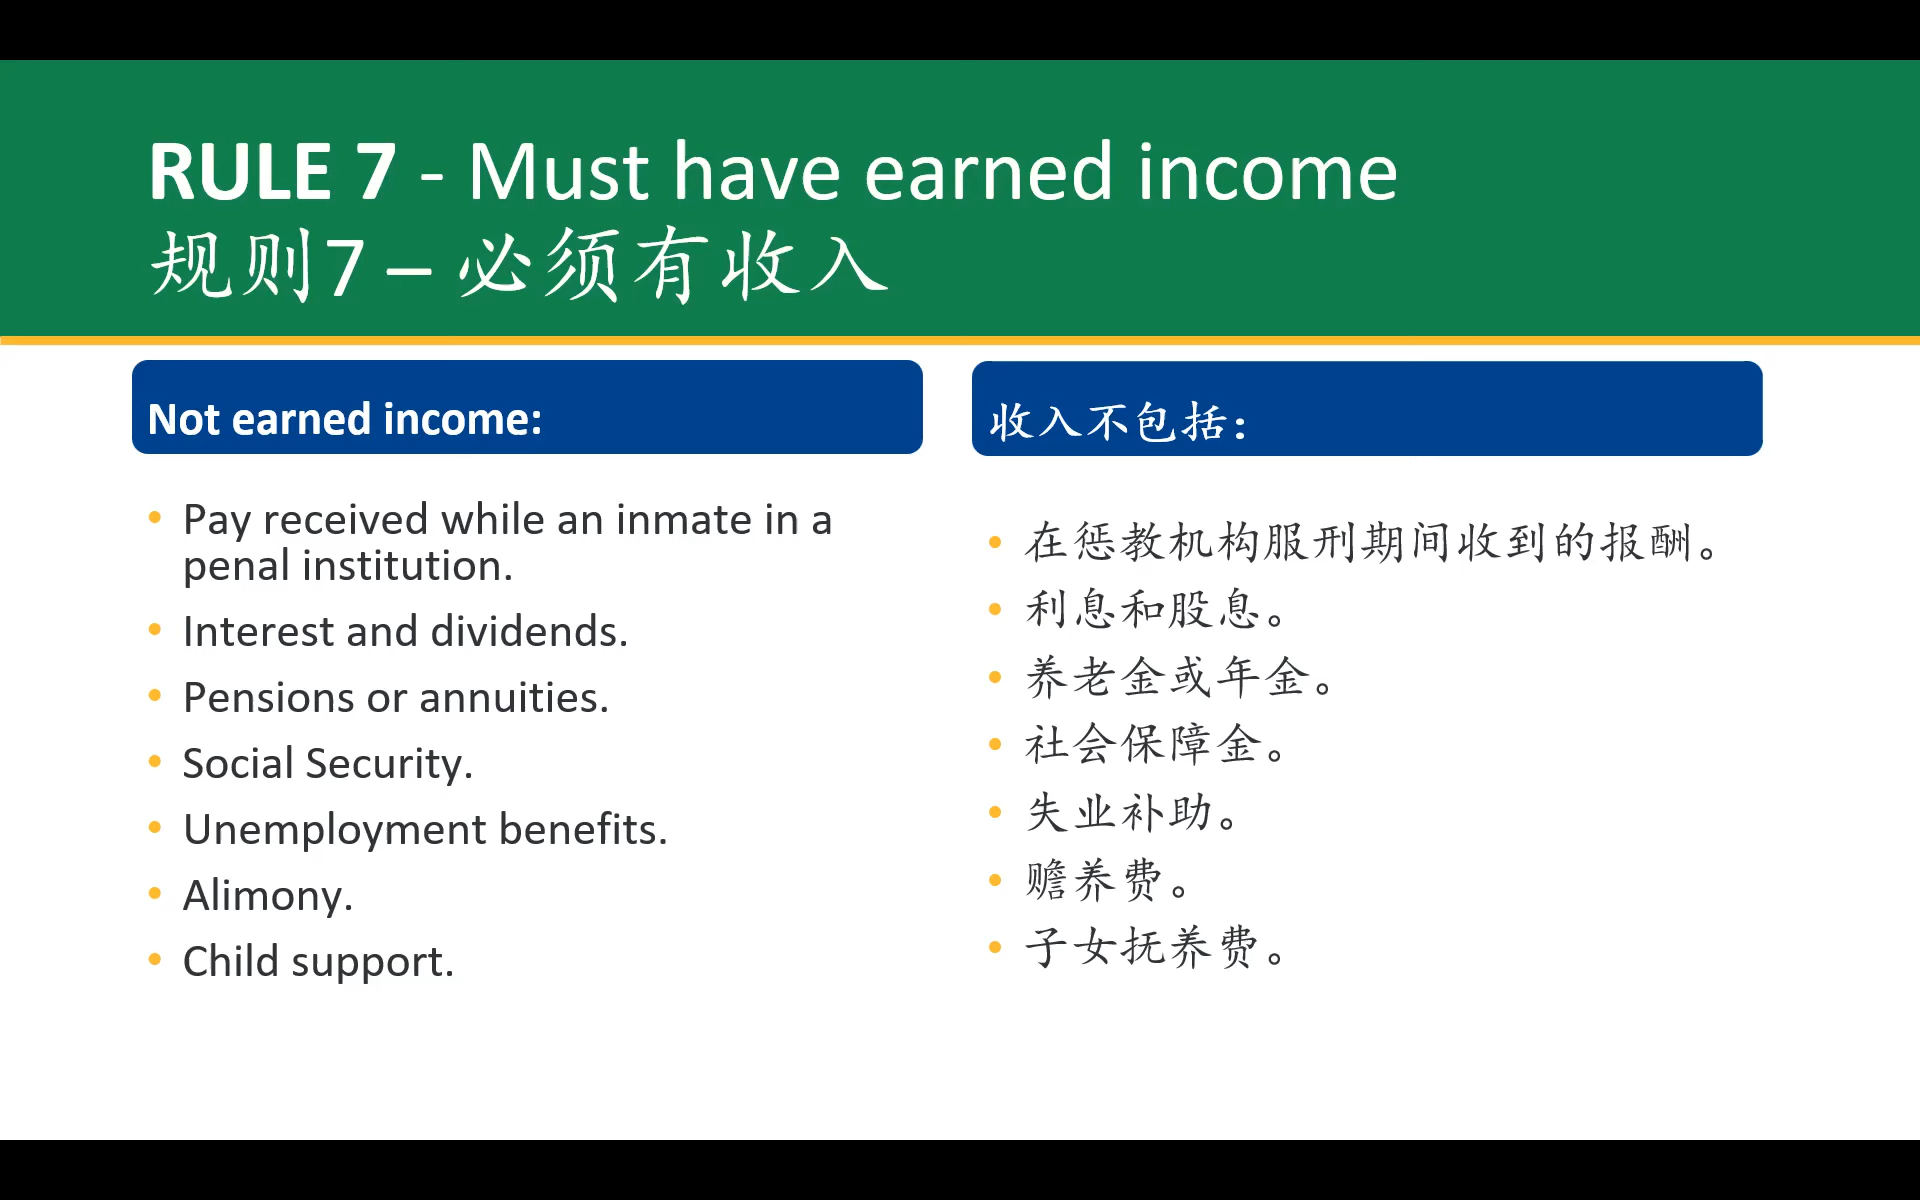 RULE 7 - Must have earned income
规则7 – 必须有收入
Not earned income:
• Pay received while an inmate in a
penal institution.
• Interest and dividends.
• Pensions or annuities.
• Social Security.
• Unemployment benefits.
• Alimony.
• Child support.
收入不包括:
• 在惩教机构服刑期间收到的报酬。
• 利息和股息。
• 养老金或年金。
• 社会保障金。
• 失业补助。
• 赡养费。
• 子女抚养费。